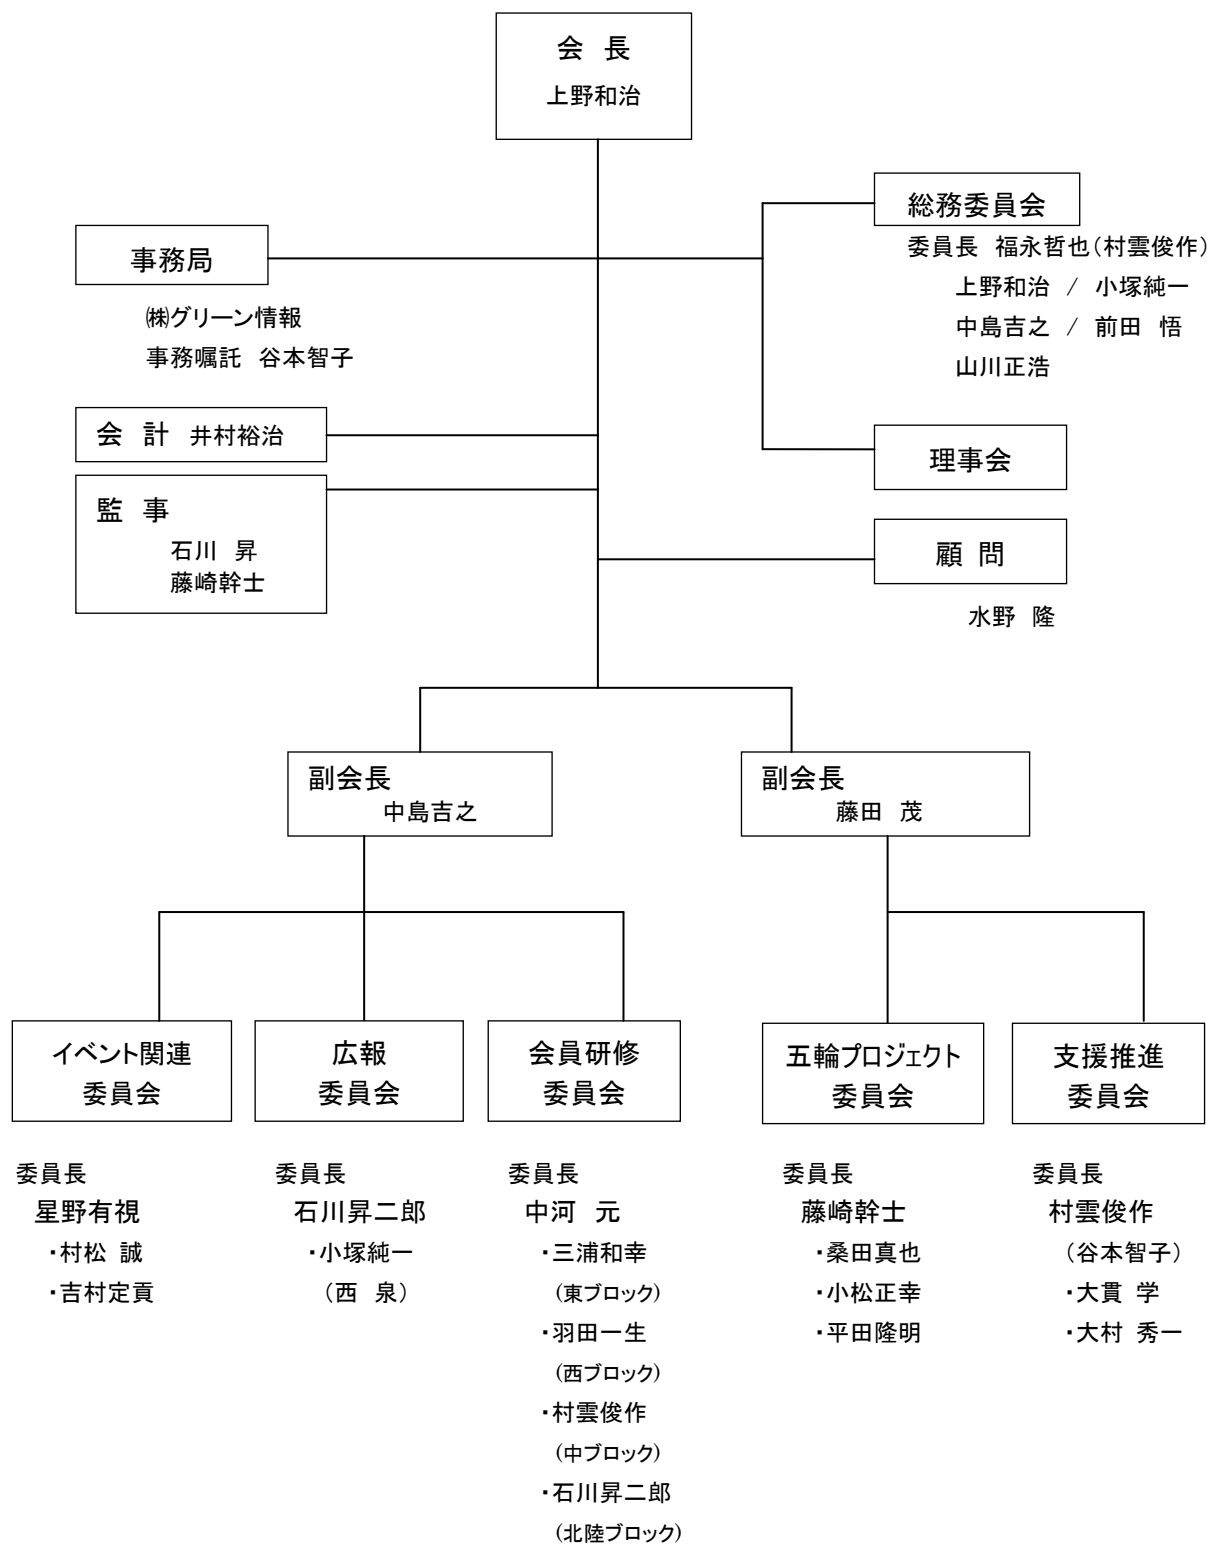 会 長
上野和治
総務委員会
委員長 福永哲也(村雲俊作)
上野和治 / 小塚純一
中島吉之 / 前田 悟
山川正浩
事務局
㈱グリーン情報
事務嘱託 谷本智子
会 計 井村裕治
理事会
監 事
石川 昇
藤崎幹士
顧 問
水野 隆
副会長
中島吉之
副会長
藤田 茂
イベント関連
委員会
委員長
星野有視
・村松 誠
・吉村定貢
広報
委員会
委員長
石川昇二郎
・小塚純一
(西 泉)
会員研修
委員会
委員長
中河 元
・三浦和幸
(東ブロック)
・羽田一生
(西ブロック)
・村雲俊作
(中ブロック)
・石川昇二郎
(北陸ブロック)
五輪プロジェクト
委員会
委員長
藤崎幹士
・桑田真也
・小松正幸
・平田隆明
支援推進
委員会
委員長
村雲俊作
(谷本智子)
・大貫 学
・大村 秀一